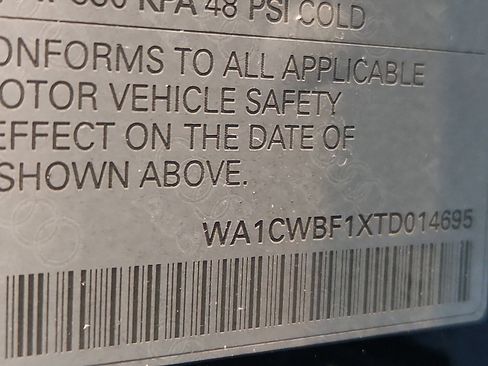 KPA 48 PSI COLD
ONFORMS TO ALL APPLICABLE
OTOR VEHICLE SAFETY
EFFECT ON THE DATE OF
SHOWN ABOVE.
WA1CWBF1XTD014695